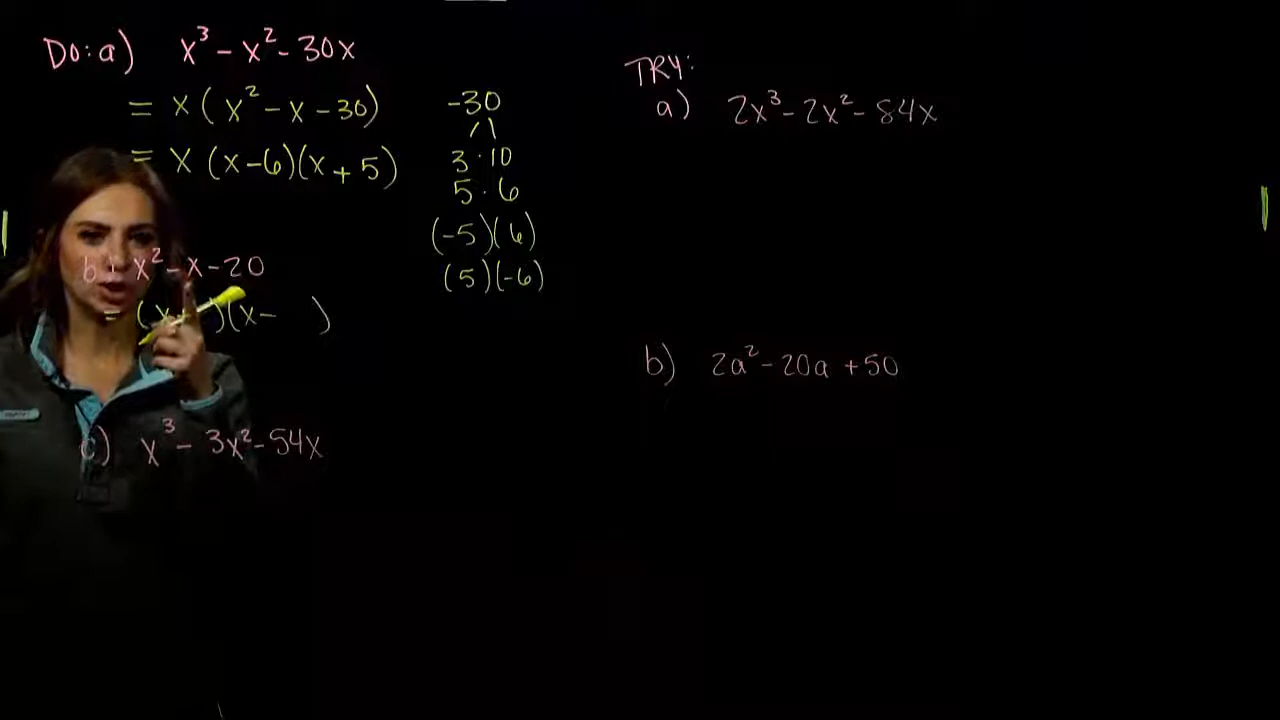 DO: a) x³ - x² - 30x
= x (x² - x - 30)
= x (x - 6)(x + 5)
-30
3 · 10
5 · 6
(-5)(6)
(5)(-6)
b) x² - x - 20
= (x + )(x - )
c) x³ - 3x² - 54x
TRY:
a) 2x³ - 2x² - 84x
b) 2a² - 20a + 50